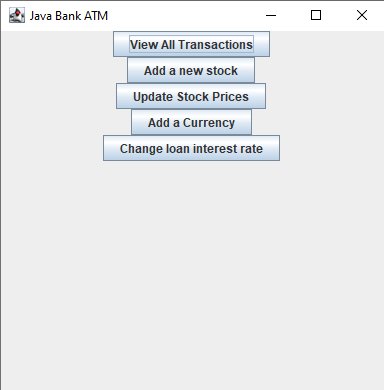 Java Bank ATM
View All Transactions
Add a new stock
Update Stock Prices
Add a Currency
Change loan interest rate